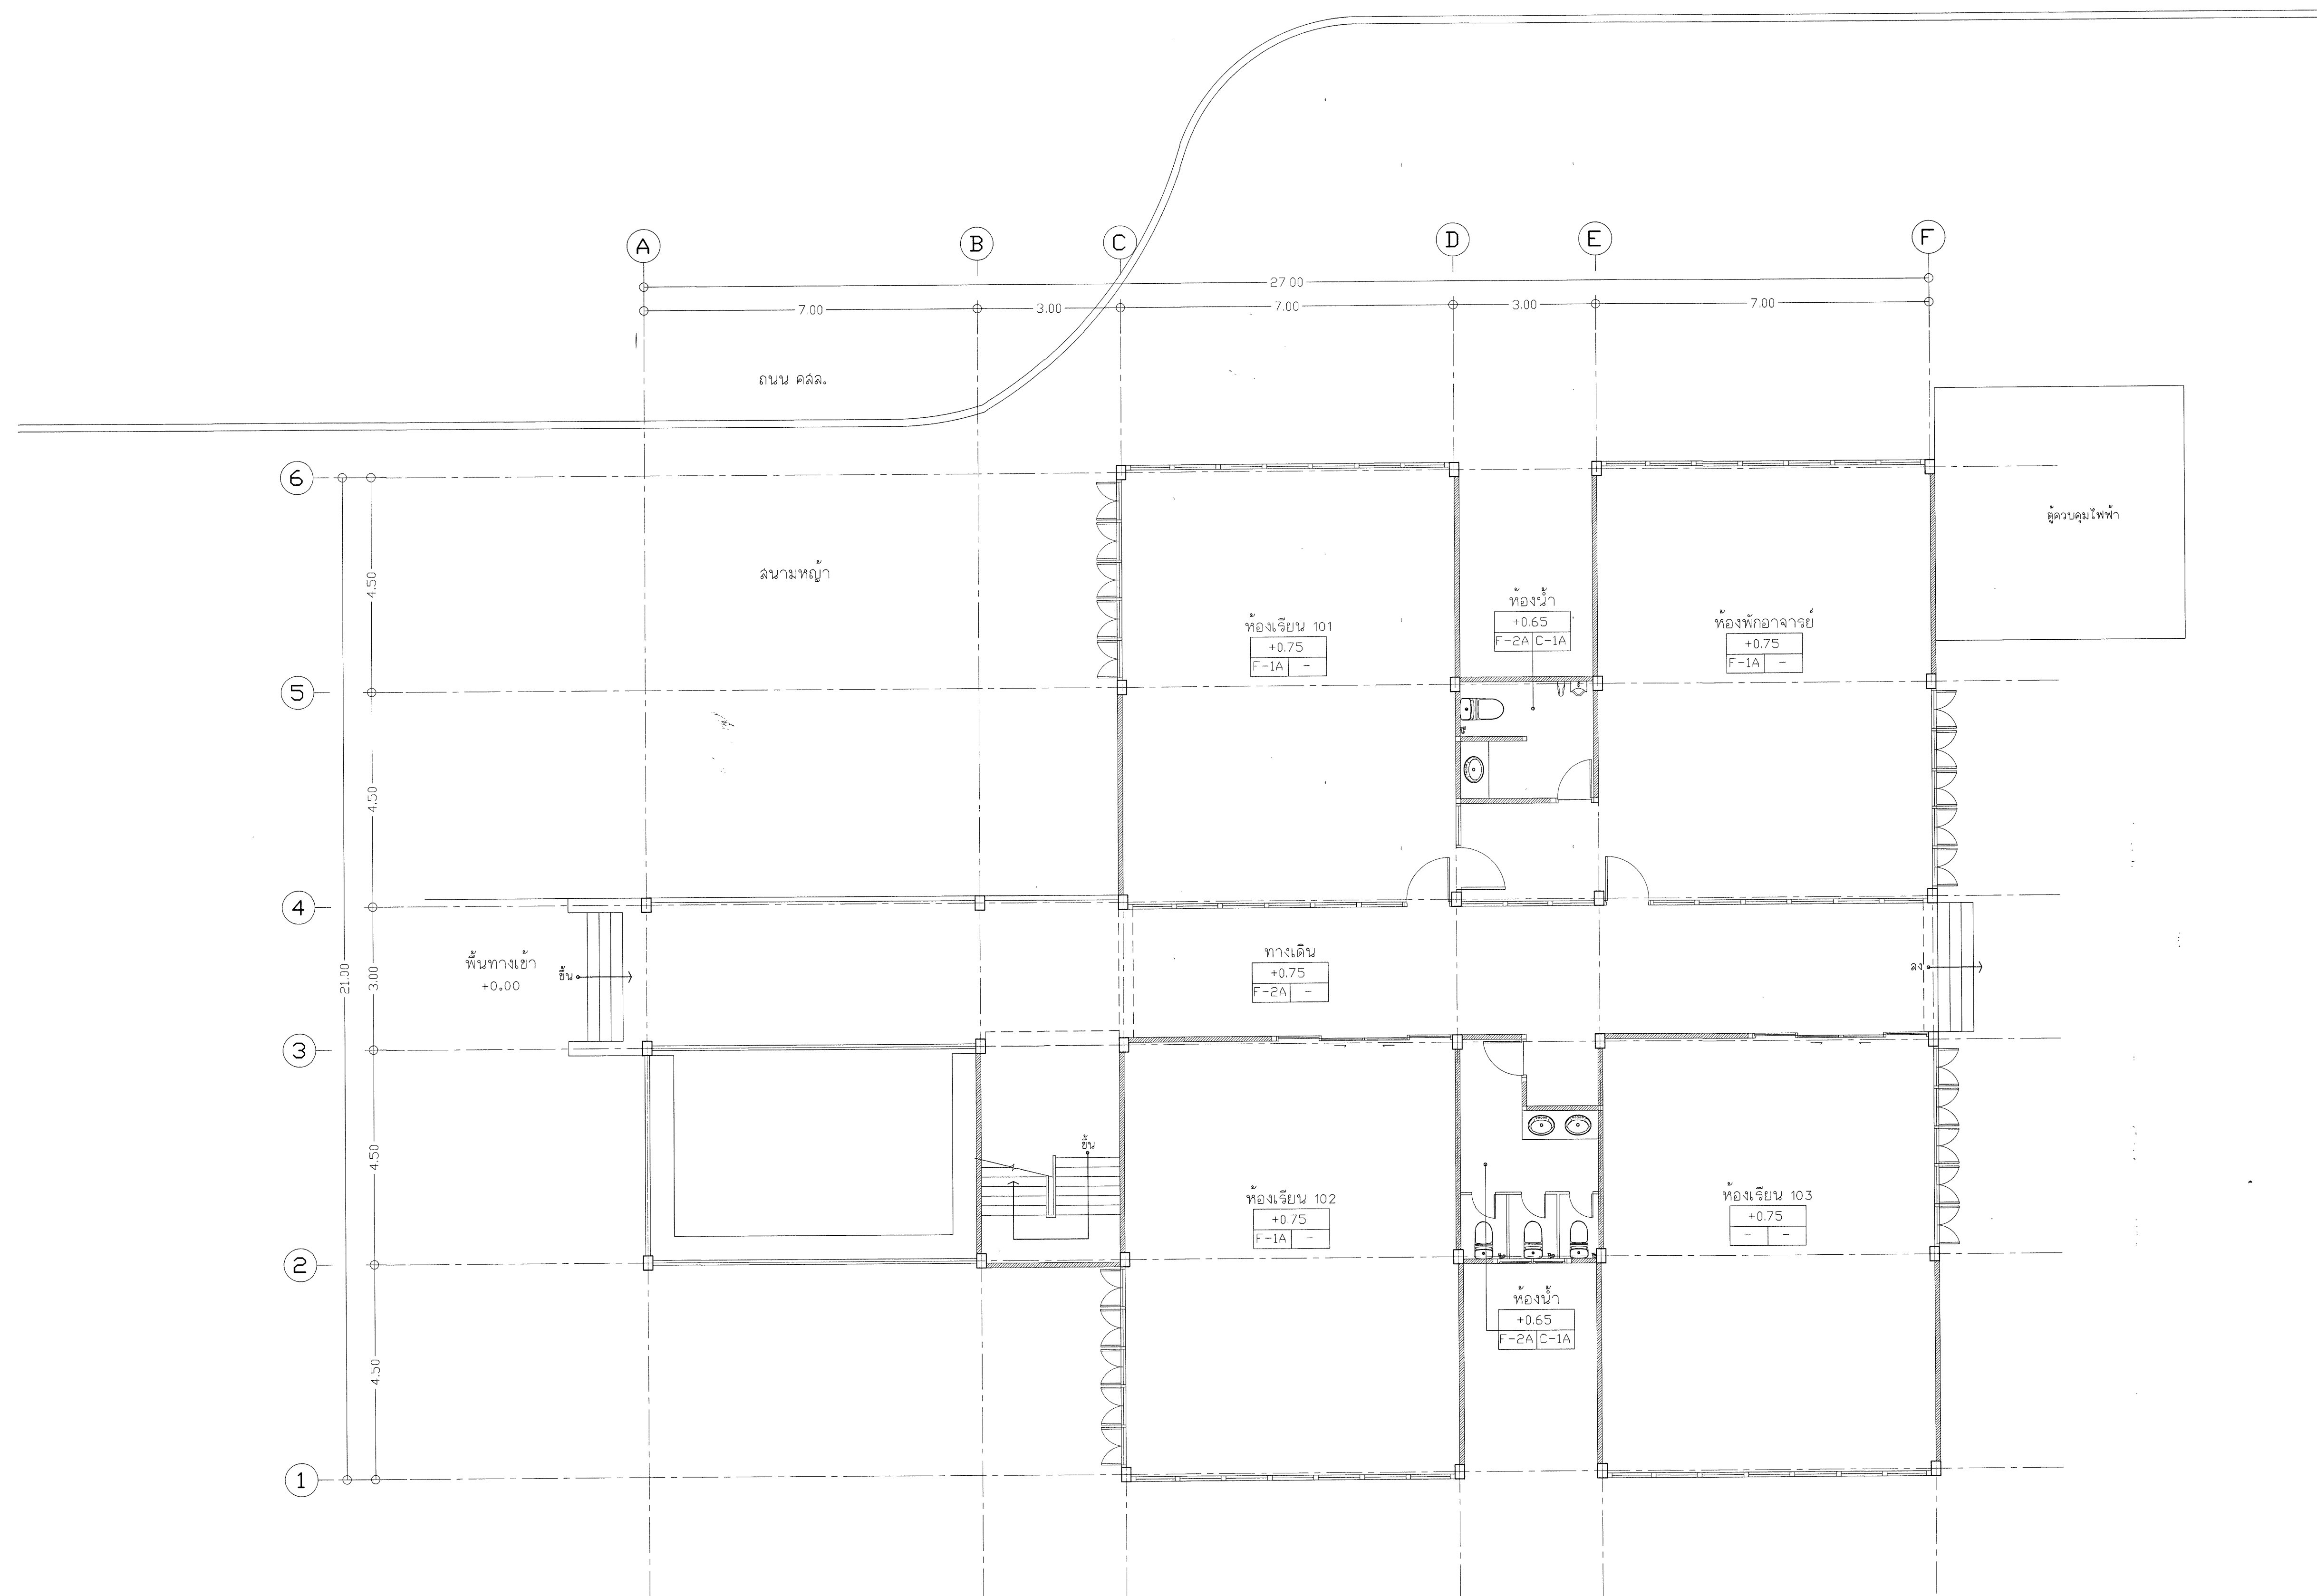 A
B
C
D
E
F
27.00
7.00
3.00
7.00
3.00
7.00
ถนน คสล.
6
ตู้ควบคุมไฟฟ้า
สนามหญ้า
4.50
ห้องน้ำ
+0.65
F-2A C-1A
ห้องเรียน 101
+0.75
F-1A -
ห้องพักอาจารย์
+0.75
F-1A -
5
4.50
4
พื้นทางเข้า
+0.00
ขึ้น
ทางเดิน
+0.75
F-2A -
ลง
21.00
3.00
3
ขึ้น
4.50
ห้องเรียน 102
+0.75
F-1A -
ห้องเรียน 103
+0.75
- -
2
ห้องน้ำ
+0.65
F-2A C-1A
4.50
1